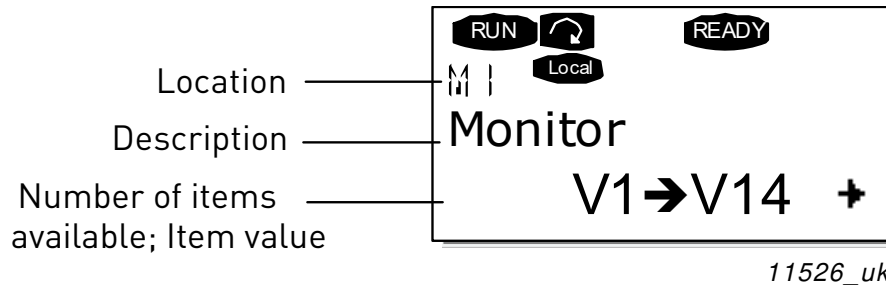 RUN READY
Location M1 Local
Description Monitor
Number of items
available; Item value V1➔V14
11526_uk